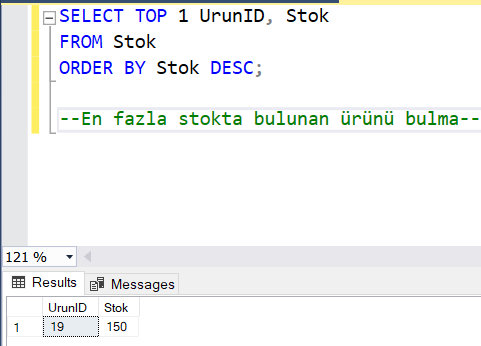 SELECT TOP 1 UrunID, Stok
FROM Stok
ORDER BY Stok DESC;
--En fazla stokta bulunan ürünü bulma--
121 %
Results Messages
UrunID Stok
1 19 150